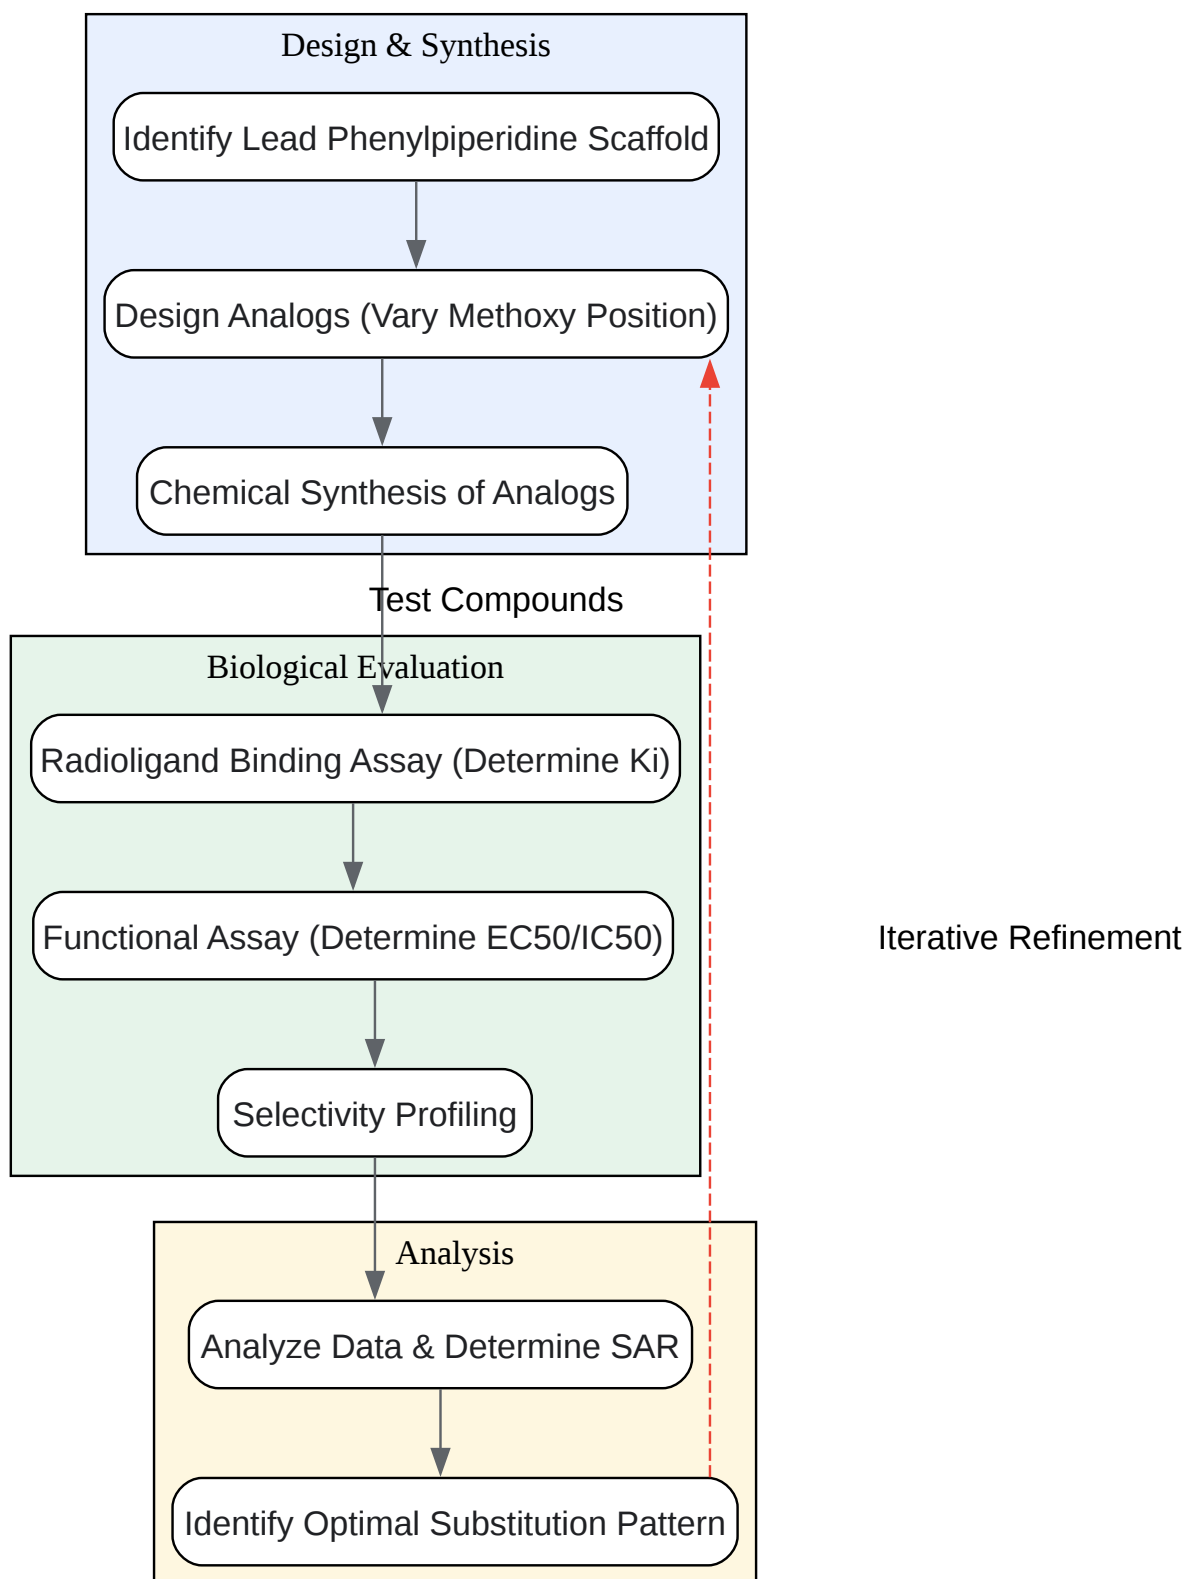 Design & Synthesis
Identify Lead Phenylpiperidine Scaffold
Design Analogs (Vary Methoxy Position)
Chemical Synthesis of Analogs
Test Compounds
Biological Evaluation
Radioligand Binding Assay (Determine Ki)
Functional Assay (Determine EC50/IC50)
Iterative Refinement
Selectivity Profiling
Analysis
Analyze Data & Determine SAR
Identify Optimal Substitution Pattern